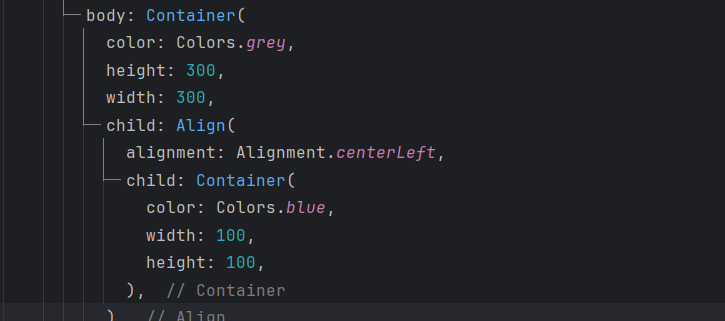 body: Container(
color: Colors.grey,
height: 300,
width: 300,
child: Align(
alignment: Alignment.centerLeft,
child: Container(
color: Colors.blue,
width: 100,
height: 100,
), // Container
) // Align